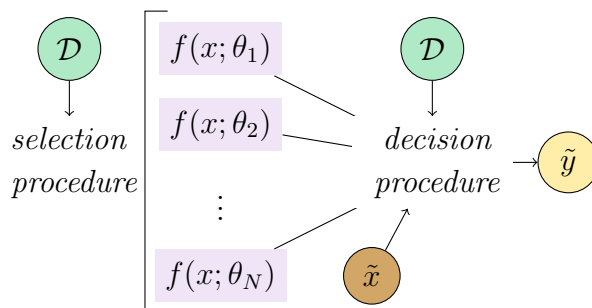 𝒟
selection
procedure
f(x; θ₁)
f(x; θ₂)
⋮
f(x; θ_N)
𝒟
decision
procedure
x̃
ỹ